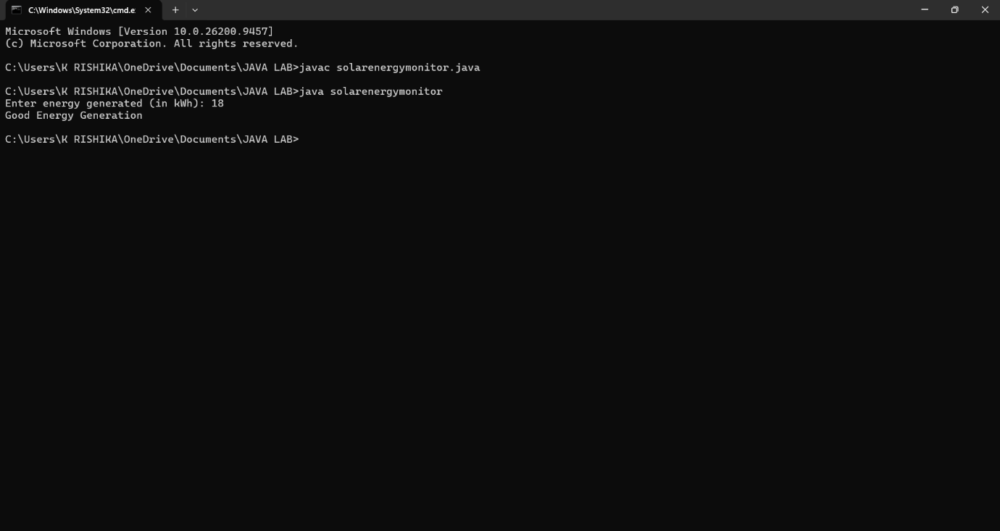 C:\Windows\System32\cmd.e
Microsoft Windows [Version 10.0.26200.9457]
(c) Microsoft Corporation. All rights reserved.
C:\Users\K RISHIKA\OneDrive\Documents\JAVA LAB>javac solarenergymonitor.java
C:\Users\K RISHIKA\OneDrive\Documents\JAVA LAB>java solarenergymonitor
Enter energy generated (in kWh): 18
Good Energy Generation
C:\Users\K RISHIKA\OneDrive\Documents\JAVA LAB>